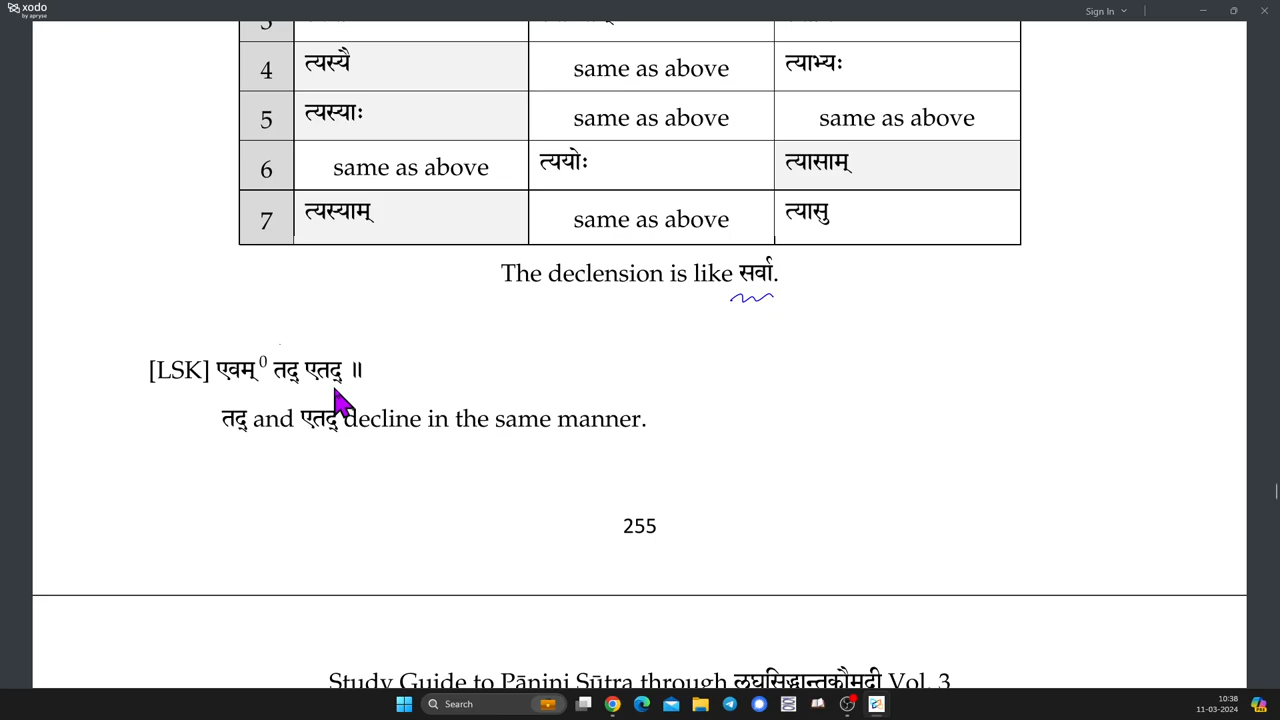 xodo
by apryse
Sign In
4 त्यस्यै same as above त्याभ्यः
5 त्यस्याः same as above same as above
6 same as above त्ययोः त्यासाम्
7 त्यस्याम् same as above त्यासु
The declension is like सर्वा.
[LSK] एवम् 0 तद् एतद् ॥
तद् and एतद् decline in the same manner.
255
Study Guide to Pāṇini Sūtra through लघुसिद्धान्तकौमुदी Vol. 3
Search
10:38
11-03-2024